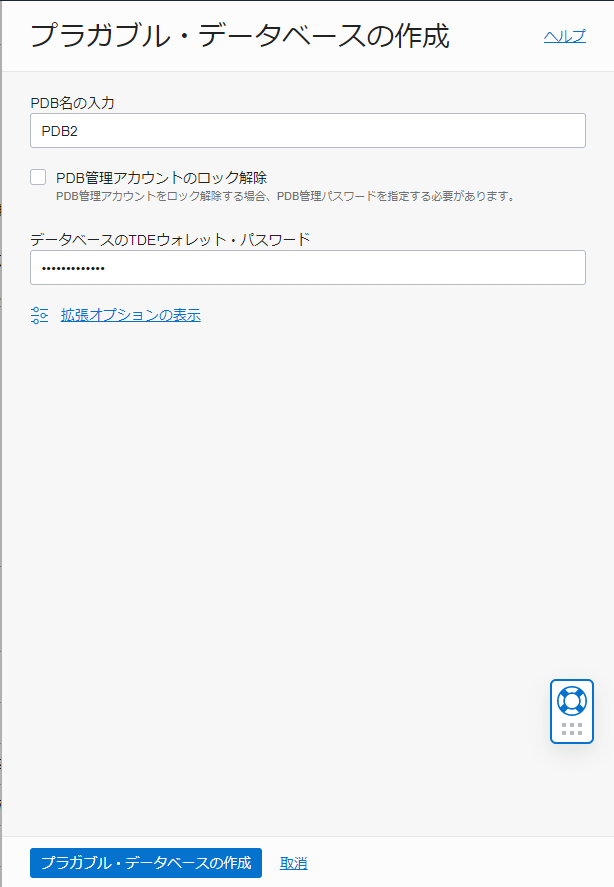 プラガブル・データベースの作成
ヘルプ
PDB名の入力
PDB2
PDB管理アカウントのロック解除
PDB管理アカウントをロック解除する場合、PDB管理パスワードを指定する必要があります。
データベースのTDEウォレット・パスワード
•••••••••••••
拡張オプションの表示
プラガブル・データベースの作成
取消